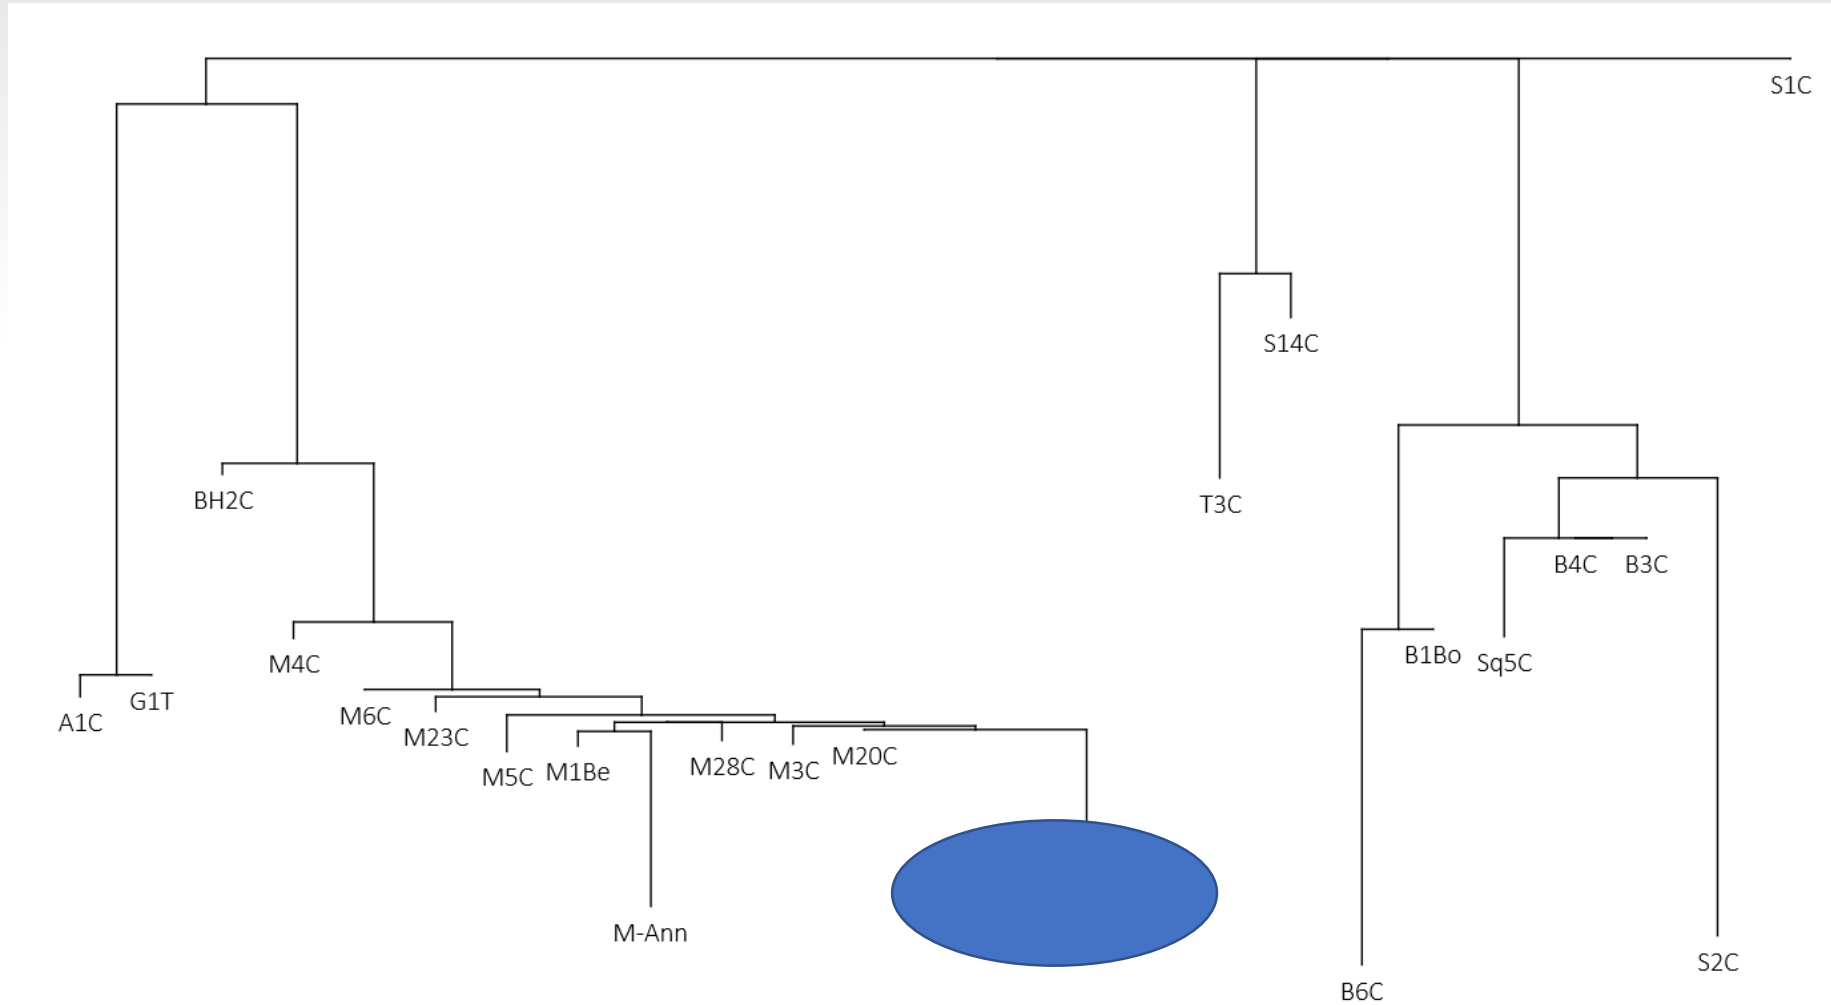 S1C
S14C
BH2C
T3C
B4C
B3C
M4C
B1Bo
Sq5C
G1T
A1C
M6C
M23C
M5C
M1Be
M28C
M3C
M20C
M-Ann
S2C
B6C